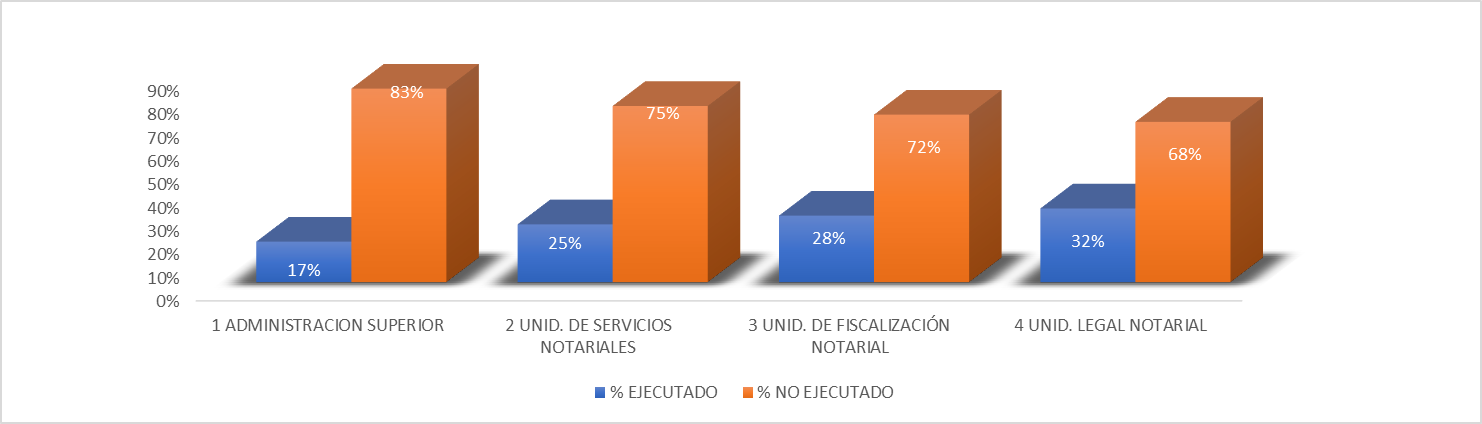 90%
80%
70%
60%
50%
40%
30%
20%
10%
0%
83%
75%
72%
68%
17%
25%
28%
32%
1 ADMINISTRACION SUPERIOR
2 UNID. DE SERVICIOS
NOTARIALES
3 UNID. DE FISCALIZACIÓN
NOTARIAL
4 UNID. LEGAL NOTARIAL
% EJECUTADO
% NO EJECUTADO